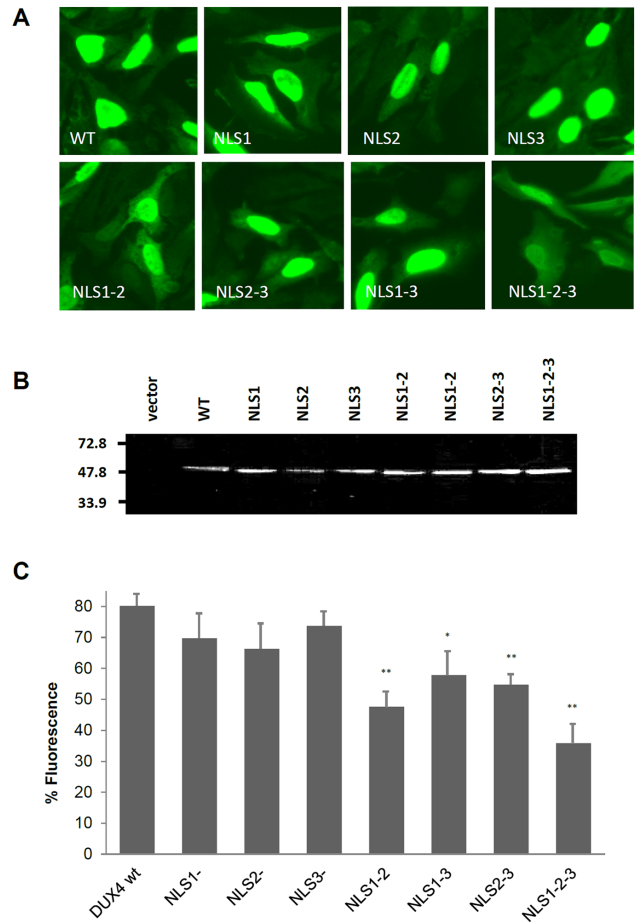 A
WT
NLS1
NLS2
NLS3
NLS1-2
NLS2-3
NLS1-3
NLS1-2-3
B
vector
WT
NLS1
NLS2
NLS3
NLS1-2
NLS1-2
NLS2-3
NLS1-2-3
72.8
47.8
33.9
C
% Fluorescence
80
70
60
50
40
30
20
10
0
**
*
**
**
DUX4 wt
NLS1-
NLS2-
NLS3-
NLS1-2
NLS1-3
NLS2-3
NLS1-2-3